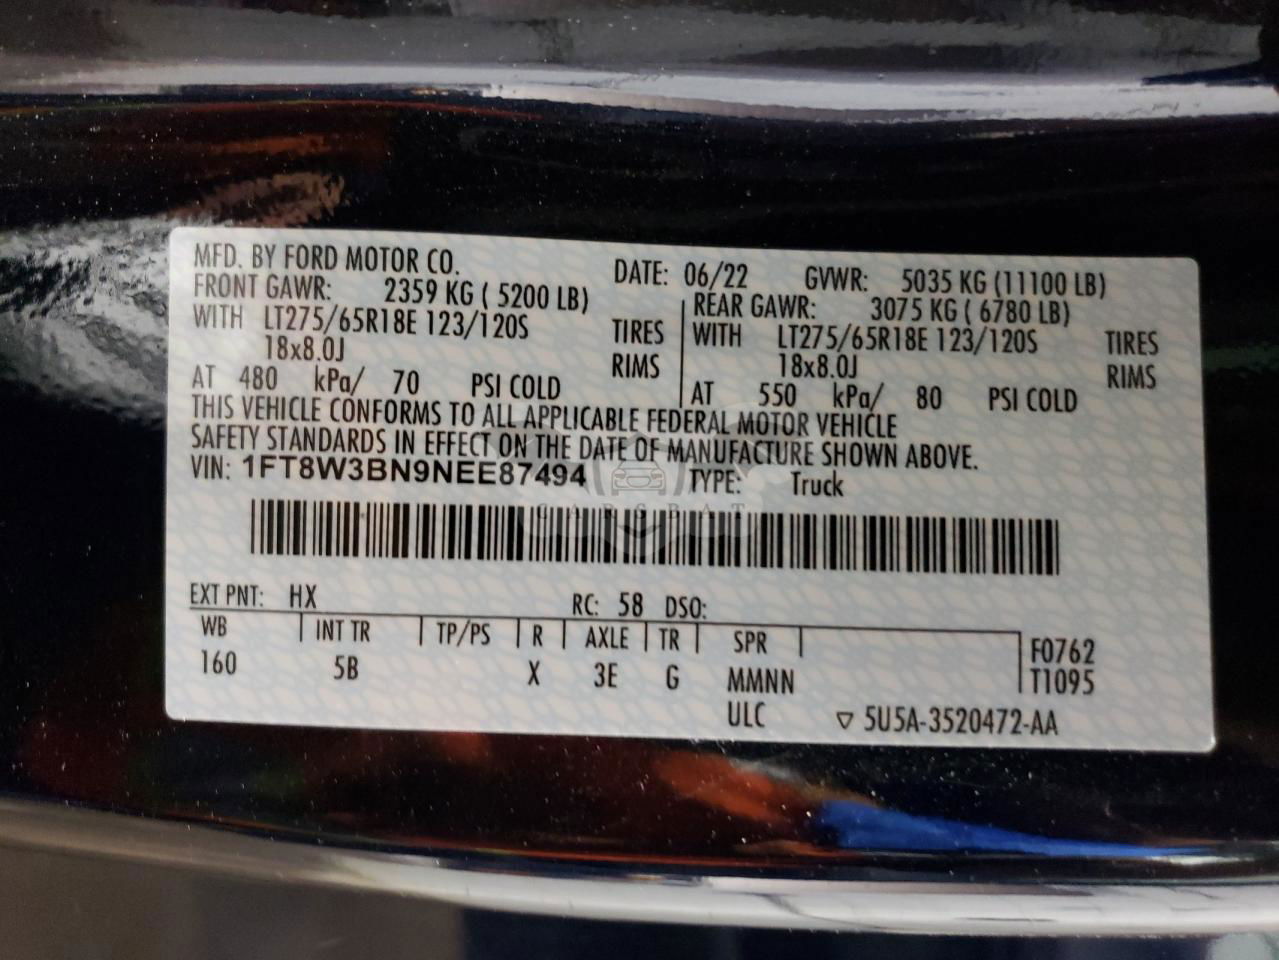 MFD. BY FORD MOTOR CO. DATE: 06/22 GVWR: 5035 KG (11100 LB)
FRONT GAWR: 2359 KG ( 5200 LB) REAR GAWR: 3075 KG ( 6780 LB)
WITH LT275/65R18E 123/120S TIRES WITH LT275/65R18E 123/120S TIRES
18x8.0J RIMS 18x8.0J RIMS
AT 480 kPa/ 70 PSI COLD AT 550 kPa/ 80 PSI COLD
THIS VEHICLE CONFORMS TO ALL APPLICABLE FEDERAL MOTOR VEHICLE
SAFETY STANDARDS IN EFFECT ON THE DATE OF MANUFACTURE SHOWN ABOVE.
VIN: 1FT8W3BN9NEE87494 TYPE: Truck
CARSBAT
EXT PNT: HX RC: 58 DSO:
WB INT TR TP/PS R AXLE TR SPR F0762
160 5B X 3E G MMNN T1095
ULC ▽ 5U5A-3520472-AA